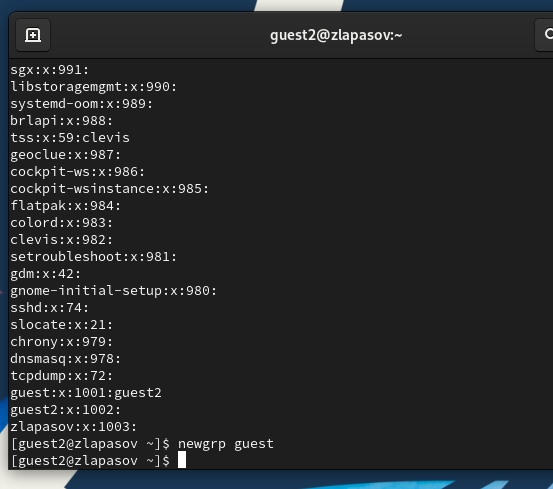 guest2@zlapasov:~
sgx:x:991:
libstoragemgmt:x:990:
systemd-oom:x:989:
brlapi:x:988:
tss:x:59:clevis
geoclue:x:987:
cockpit-ws:x:986:
cockpit-wsinstance:x:985:
flatpak:x:984:
colord:x:983:
clevis:x:982:
setroubleshoot:x:981:
gdm:x:42:
gnome-initial-setup:x:980:
sshd:x:74:
slocate:x:21:
chrony:x:979:
dnsmasq:x:978:
tcpdump:x:72:
guest:x:1001:guest2
guest2:x:1002:
zlapasov:x:1003:
[guest2@zlapasov ~]$ newgrp guest
[guest2@zlapasov ~]$